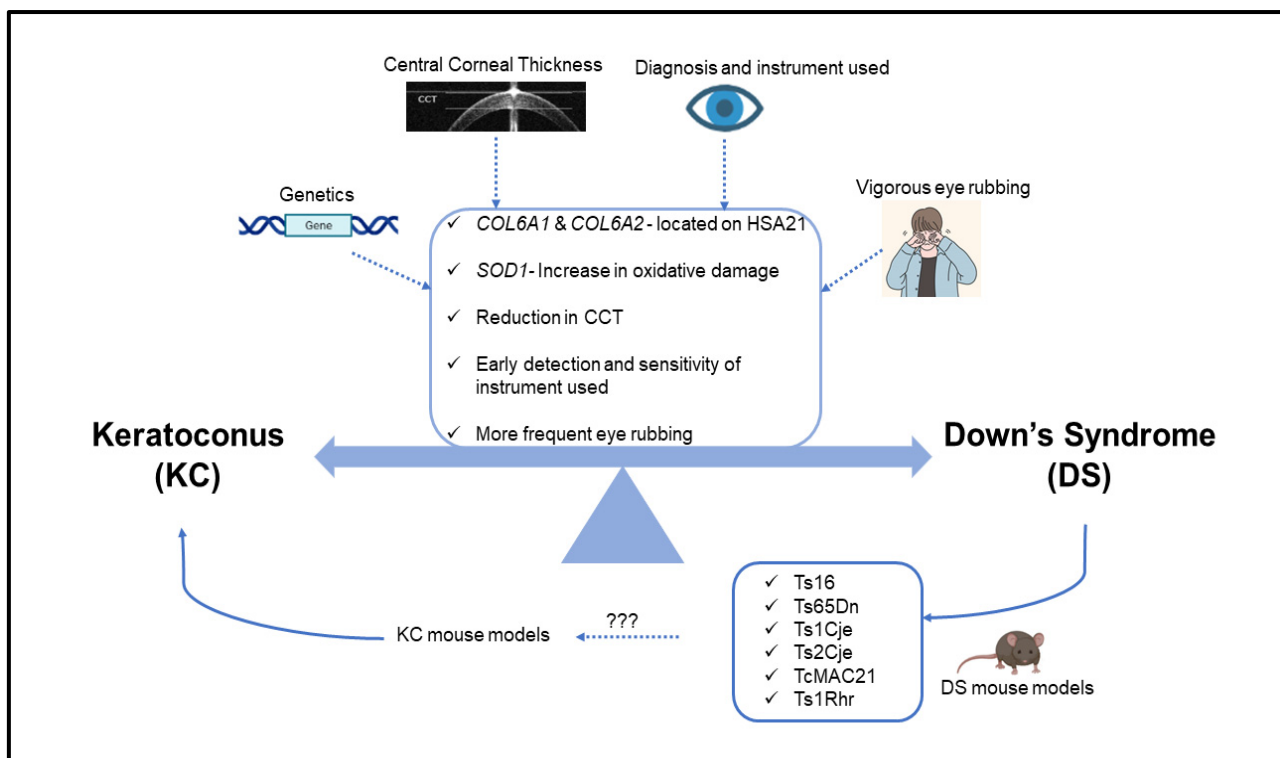 Central Corneal Thickness
CCT
Diagnosis and instrument used
Genetics
Gene
Vigorous eye rubbing
✓ COL6A1 & COL6A2- located on HSA21
✓ SOD1- Increase in oxidative damage
✓ Reduction in CCT
✓ Early detection and sensitivity of
instrument used
✓ More frequent eye rubbing
Keratoconus
(KC)
Down's Syndrome
(DS)
✓ Ts16
✓ Ts65Dn
✓ Ts1Cje
✓ Ts2Cje
✓ TcMAC21
✓ Ts1Rhr
DS mouse models
???
KC mouse models